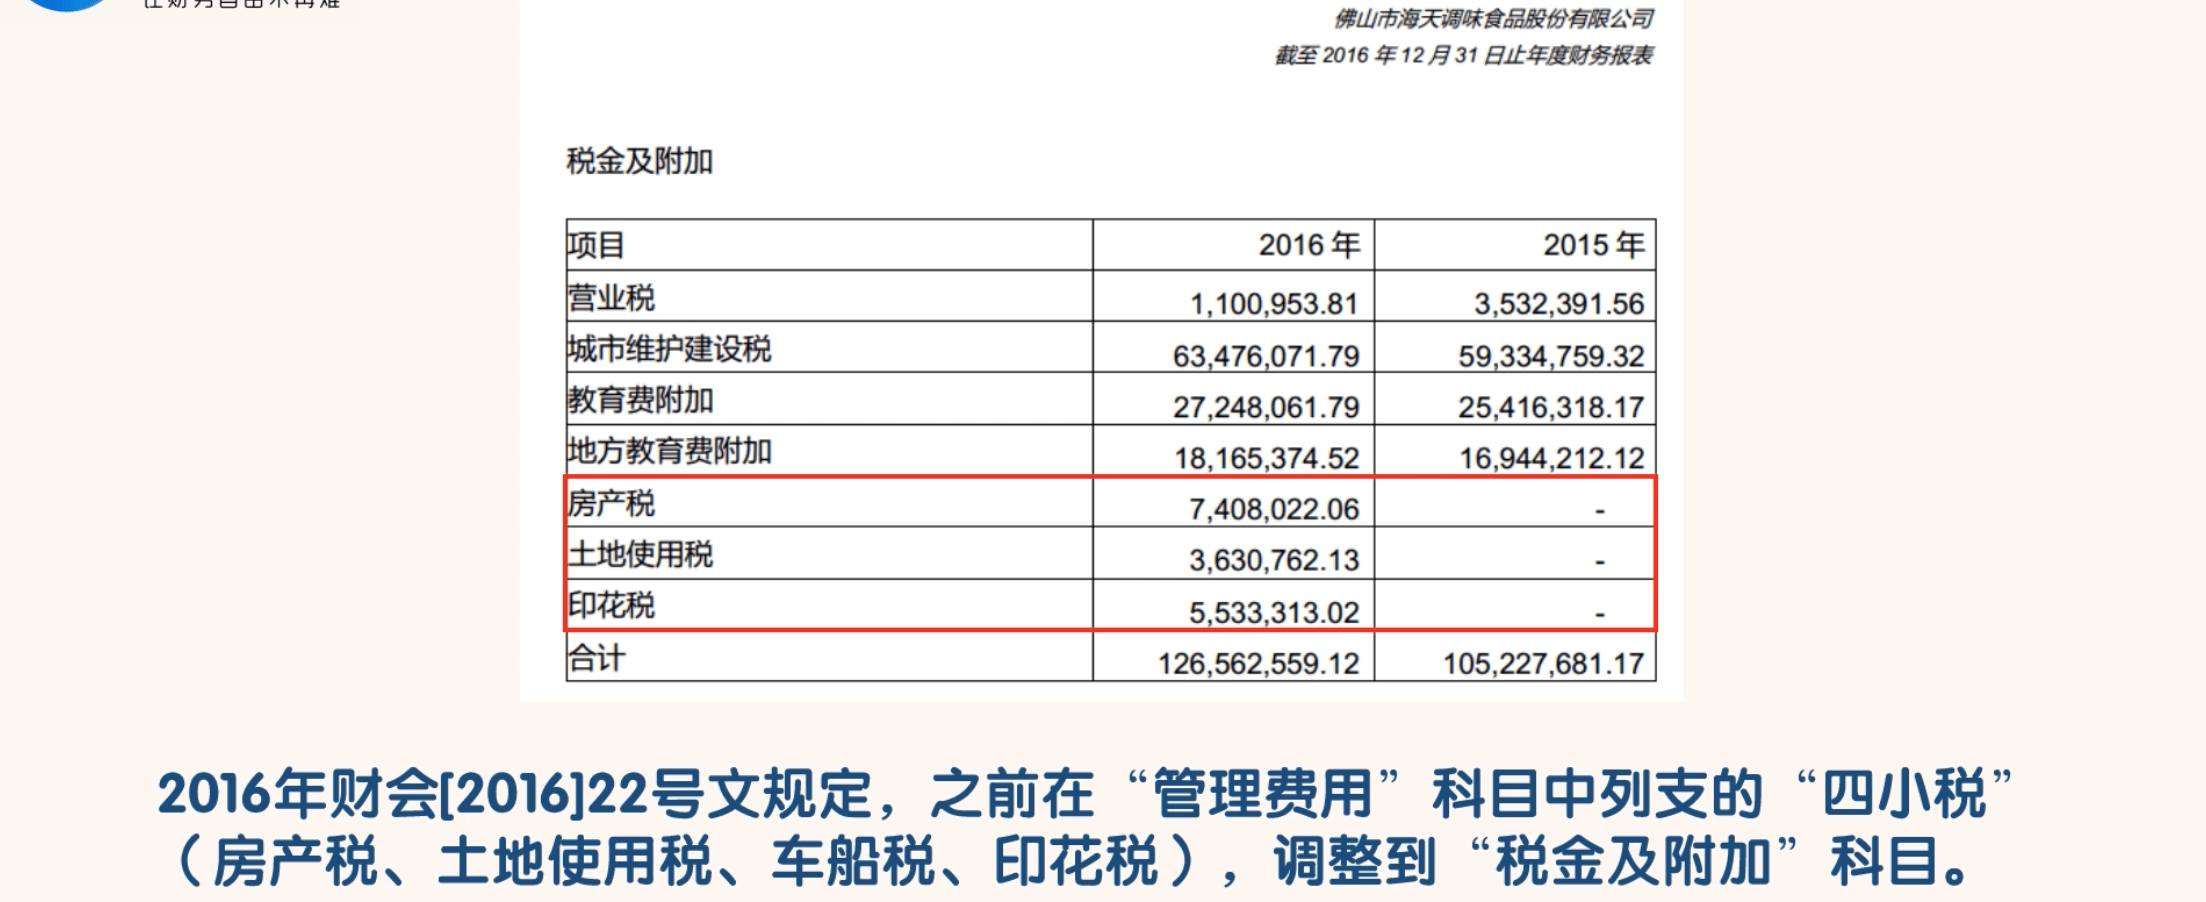 在财务自由不再难
佛山市海天调味食品股份有限公司
截至 2016 年 12 月 31 日止年度财务报表
税金及附加
项目 2016 年 2015 年
营业税 1,100,953.81 3,532,391.56
城市维护建设税 63,476,071.79 59,334,759.32
教育费附加 27,248,061.79 25,416,318.17
地方教育费附加 18,165,374.52 16,944,212.12
房产税 7,408,022.06 -
土地使用税 3,630,762.13 -
印花税 5,533,313.02 -
合计 126,562,559.12 105,227,681.17
2016年财会[2016]22号文规定，之前在“管理费用”科目中列支的“四小税”
（房产税、土地使用税、车船税、印花税），调整到“税金及附加”科目。